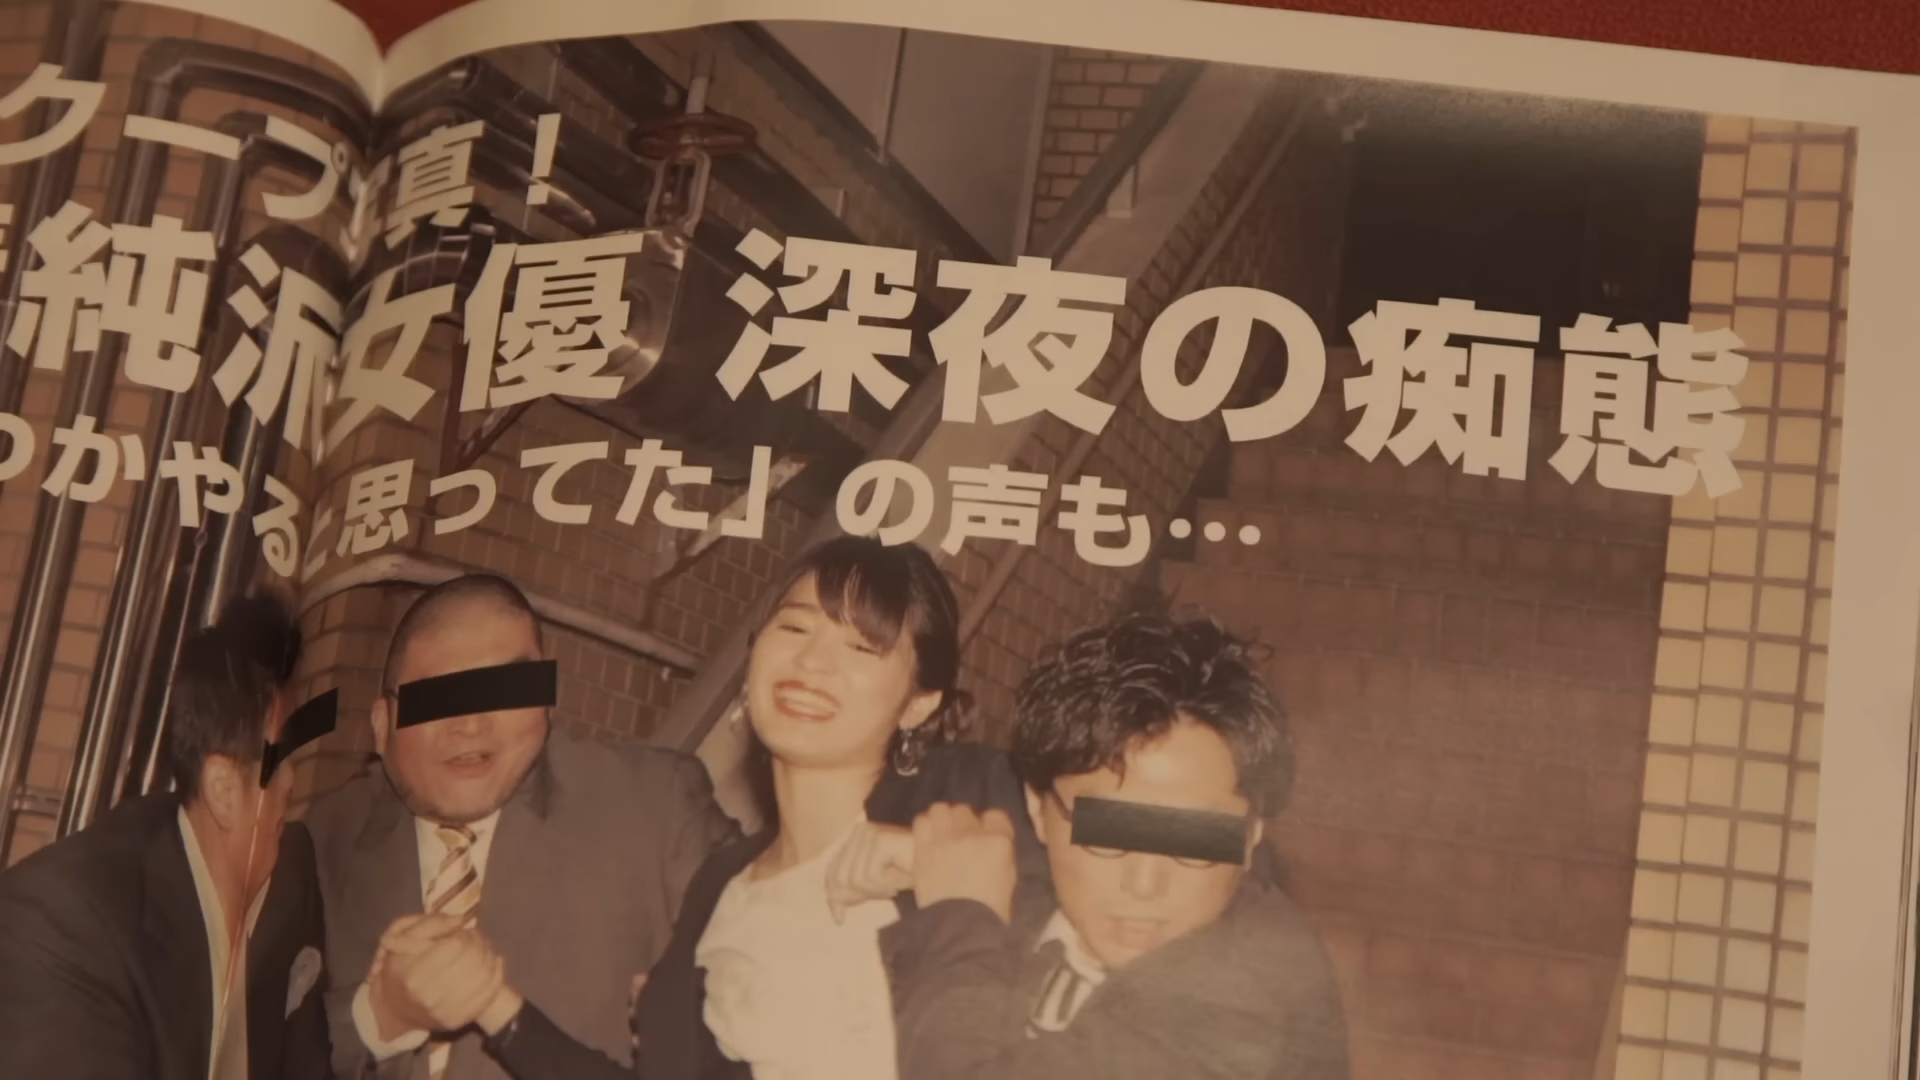 クープ写真！
純派女優 深夜の痴態
かやると思ってた」の声も…